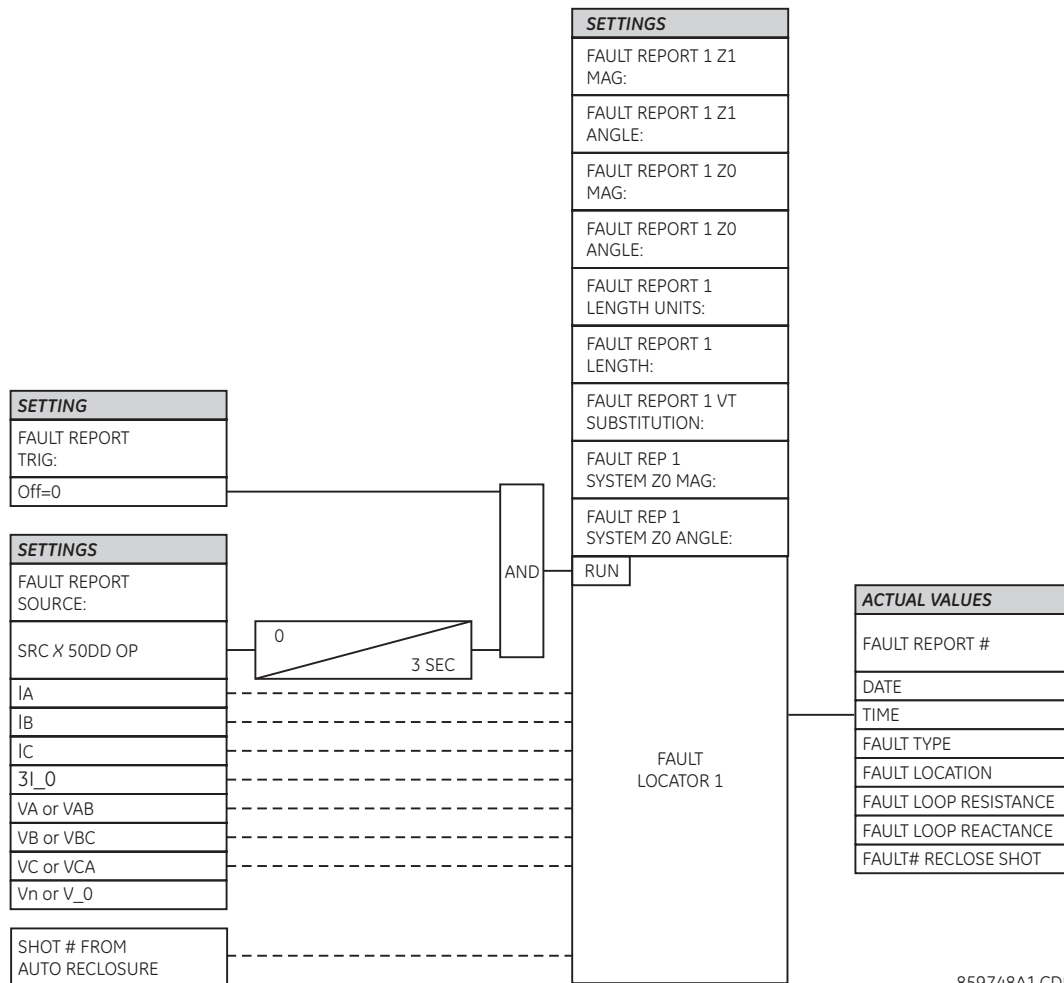 SETTINGS
FAULT REPORT 1 Z1
MAG:
FAULT REPORT 1 Z1
ANGLE:
FAULT REPORT 1 Z0
MAG:
FAULT REPORT 1 Z0
ANGLE:
FAULT REPORT 1
LENGTH UNITS:
FAULT REPORT 1
LENGTH:
FAULT REPORT 1 VT
SUBSTITUTION:
FAULT REP 1
SYSTEM Z0 MAG:
FAULT REP 1
SYSTEM Z0 ANGLE:
RUN
FAULT
LOCATOR 1
SETTING
FAULT REPORT
TRIG:
Off=0
SETTINGS
FAULT REPORT
SOURCE:
SRC X 50DD OP
IA
IB
IC
3I_0
VA or VAB
VB or VBC
VC or VCA
Vn or V_0
SHOT # FROM
AUTO RECLOSURE
0
3 SEC
AND
ACTUAL VALUES
FAULT REPORT #
DATE
TIME
FAULT TYPE
FAULT LOCATION
FAULT LOOP RESISTANCE
FAULT LOOP REACTANCE
FAULT# RECLOSE SHOT